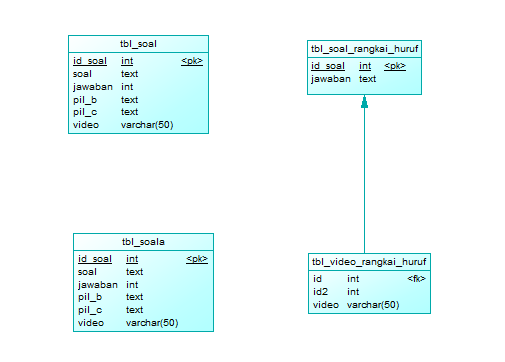 tbl_soal
id_soal int <pk>
soal text
jawaban int
pil_b text
pil_c text
video varchar(50)
tbl_soal_rangkai_huruf
id_soal int <pk>
jawaban text
tbl_soala
id_soal int <pk>
soal text
jawaban int
pil_b text
pil_c text
video varchar(50)
tbl_video_rangkai_huruf
id int <fk>
id2 int
video varchar(50)